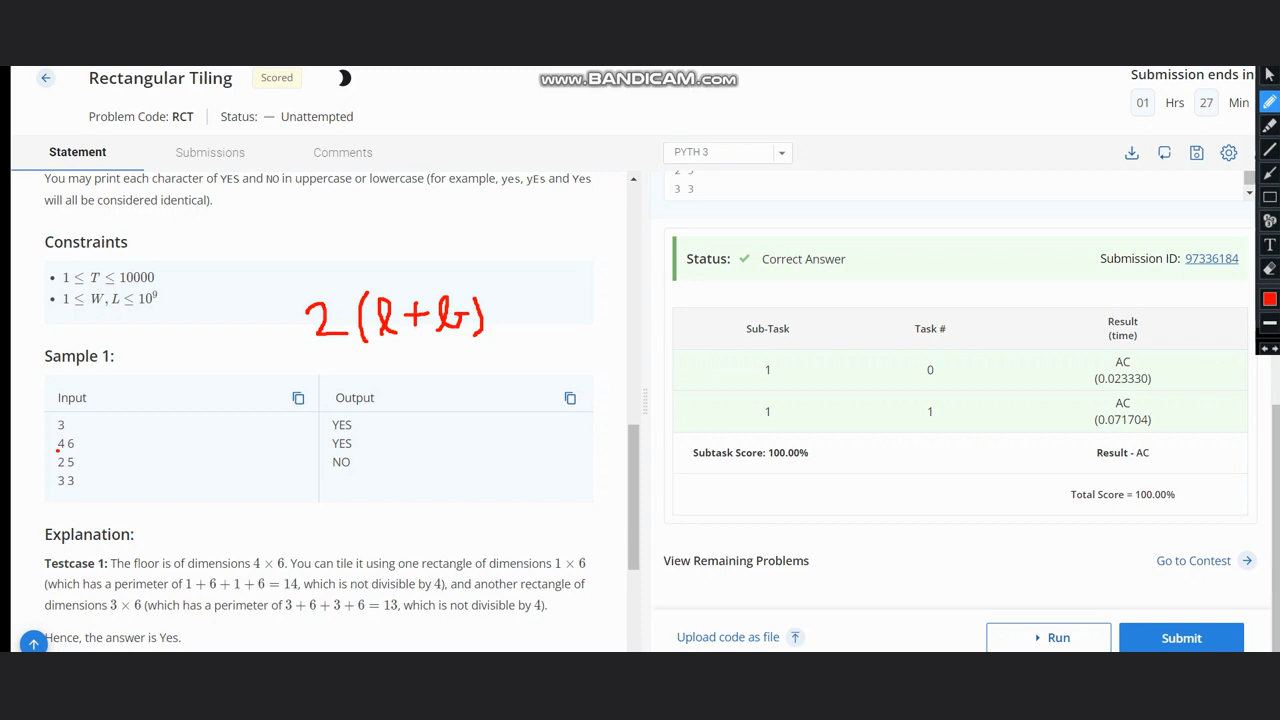 www.BANDICAM.com
Rectangular Tiling
Scored
Submission ends in
Problem Code: RCT
Status: — Unattempted
01 Hrs 27 Min
Statement
Submissions
Comments
PYTH 3
You may print each character of YES and NO in uppercase or lowercase (for example, yes, yEs and Yes
will all be considered identical).
3 3
Constraints
• 1 ≤ T ≤ 10000
• 1 ≤ W, L ≤ 10⁹
2(l+b)
Sample 1:
Input
Output
3
4 6
2 5
3 3
YES
YES
NO
Explanation:
Testcase 1: The floor is of dimensions 4 × 6. You can tile it using one rectangle of dimensions 1 × 6
(which has a perimeter of 1 + 6 + 1 + 6 = 14, which is not divisible by 4), and another rectangle of
dimensions 3 × 6 (which has a perimeter of 3 + 6 + 3 + 6 = 13, which is not divisible by 4).
Hence, the answer is Yes.
Status: ✓ Correct Answer
Submission ID: 97336184
Sub-Task
Task #
Result
(time)
1
0
AC
(0.023330)
1
1
AC
(0.071704)
Subtask Score: 100.00%
Result - AC
Total Score = 100.00%
View Remaining Problems
Go to Contest
Upload code as file
Run
Submit